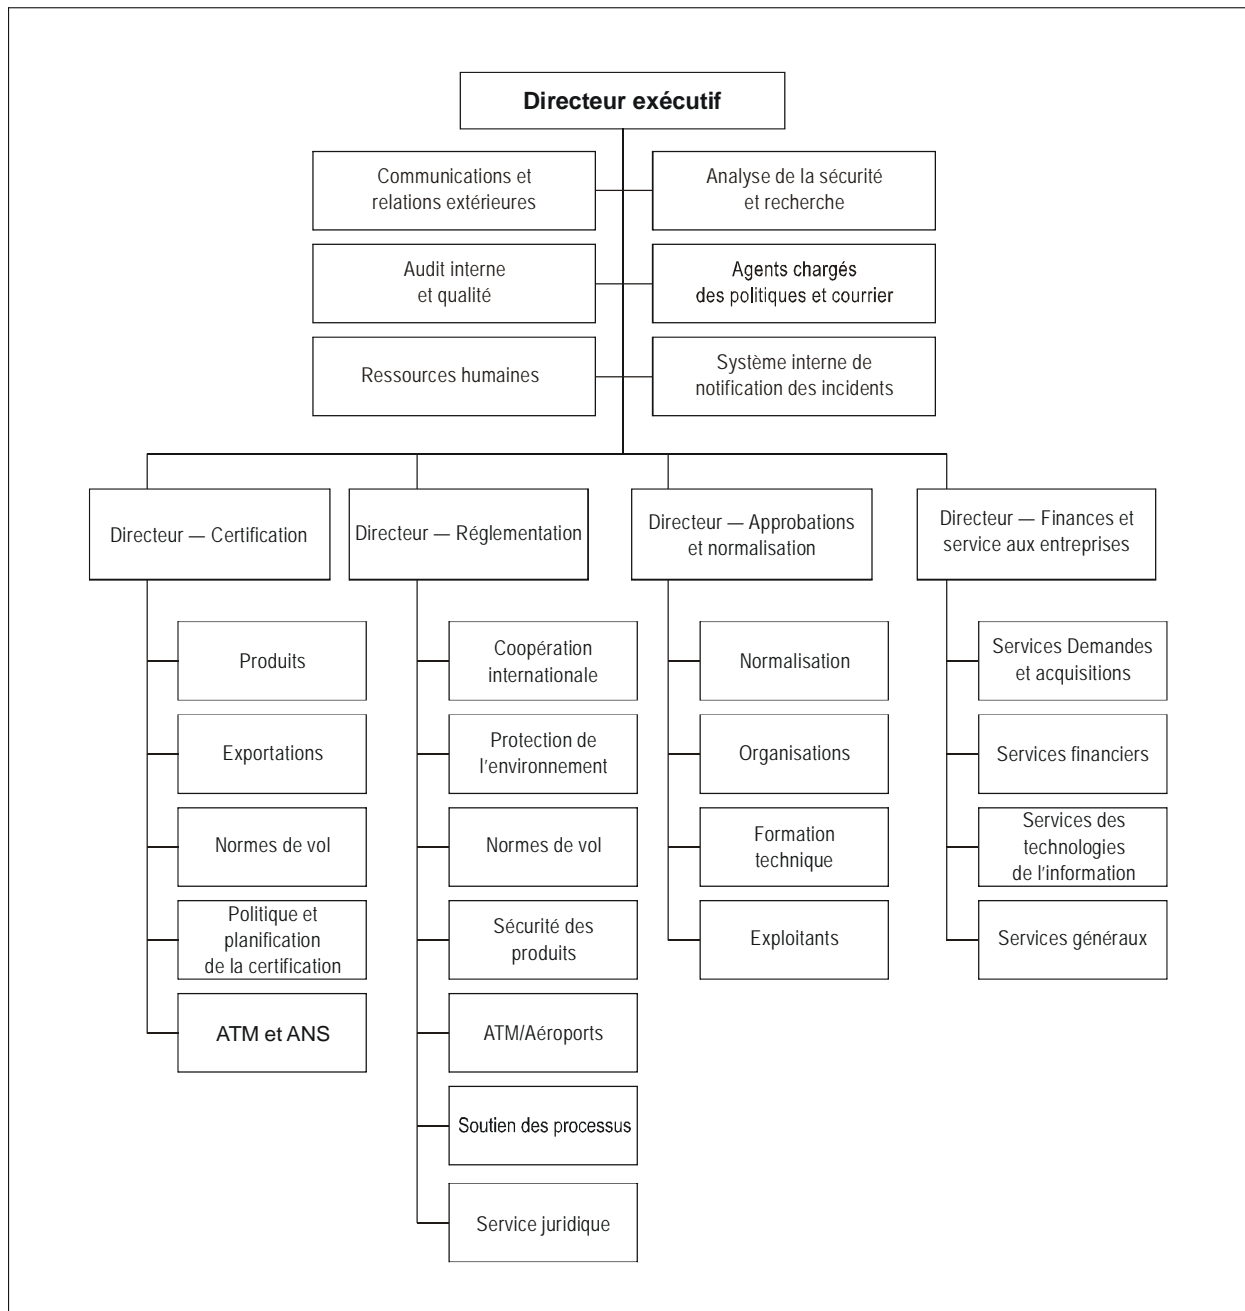 Directeur exécutif
Communications et
relations extérieures
Analyse de la sécurité
et recherche
Audit interne
et qualité
Agents chargés
des politiques et courrier
Ressources humaines
Système interne de
notification des incidents
Directeur — Certification
Directeur — Réglementation
Directeur — Approbations
et normalisation
Directeur — Finances et
service aux entreprises
Produits
Exportations
Normes de vol
Politique et
planification
de la certification
ATM et ANS
Coopération
internationale
Protection de
l'environnement
Normes de vol
Sécurité des
produits
ATM/Aéroports
Soutien des processus
Service juridique
Normalisation
Organisations
Formation
technique
Exploitants
Services Demandes
et acquisitions
Services financiers
Services des
technologies
de l'information
Services généraux